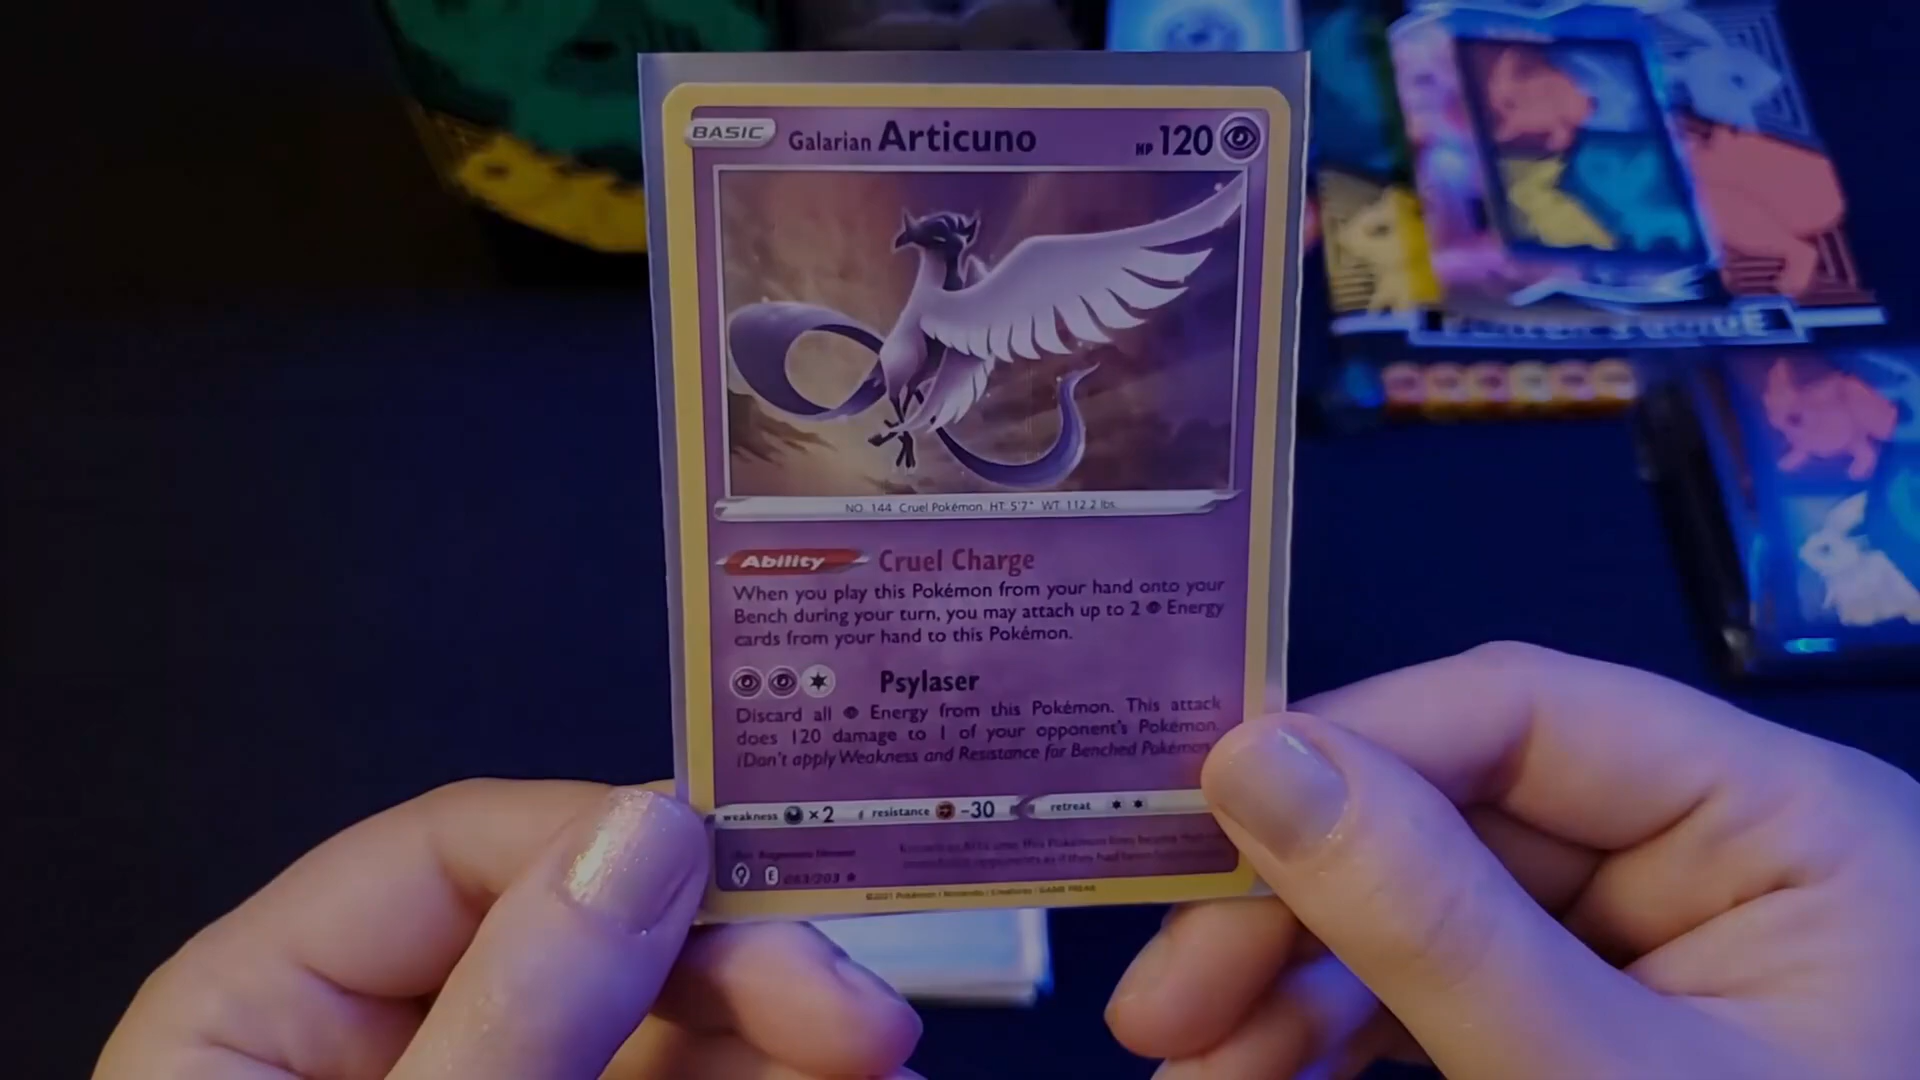 BASIC Galarian Articuno HP 120
NO. 144 Cruel Pokémon HT: 5'7" WT: 112.2 lbs.
Ability Cruel Charge
When you play this Pokémon from your hand onto your
Bench during your turn, you may attach up to 2 Energy
cards from your hand to this Pokémon.
Psylaser
Discard all Energy from this Pokémon. This attack
does 120 damage to 1 of your opponent's Pokémon.
(Don't apply Weakness and Resistance for Benched Pokémon
weakness ×2 resistance -30 retreat
E 063/203
©2021 Pokémon / Nintendo / Creatures / GAME FREAK